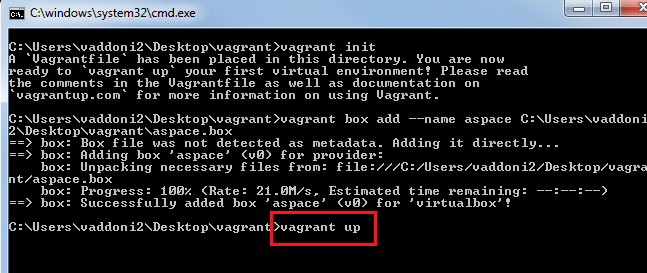 C:\windows\system32\cmd.exe
C:\Users\vaddoni2\Desktop\vagrant>vagrant init
A `Vagrantfile` has been placed in this directory. You are now
ready to `vagrant up` your first virtual environment! Please read
the comments in the Vagrantfile as well as documentation on
`vagrantup.com` for more information on using Vagrant.
C:\Users\vaddoni2\Desktop\vagrant>vagrant box add --name aspace C:\Users\vaddoni
2\Desktop\vagrant\aspace.box
==> box: Box file was not detected as metadata. Adding it directly...
==> box: Adding box 'aspace' (v0) for provider:
box: Unpacking necessary files from: file:///C:/Users/vaddoni2/Desktop/vagra
nt/aspace.box
box: Progress: 100% (Rate: 21.0M/s, Estimated time remaining: --:--:--)
==> box: Successfully added box 'aspace' (v0) for 'virtualbox'!
C:\Users\vaddoni2\Desktop\vagrant>vagrant up